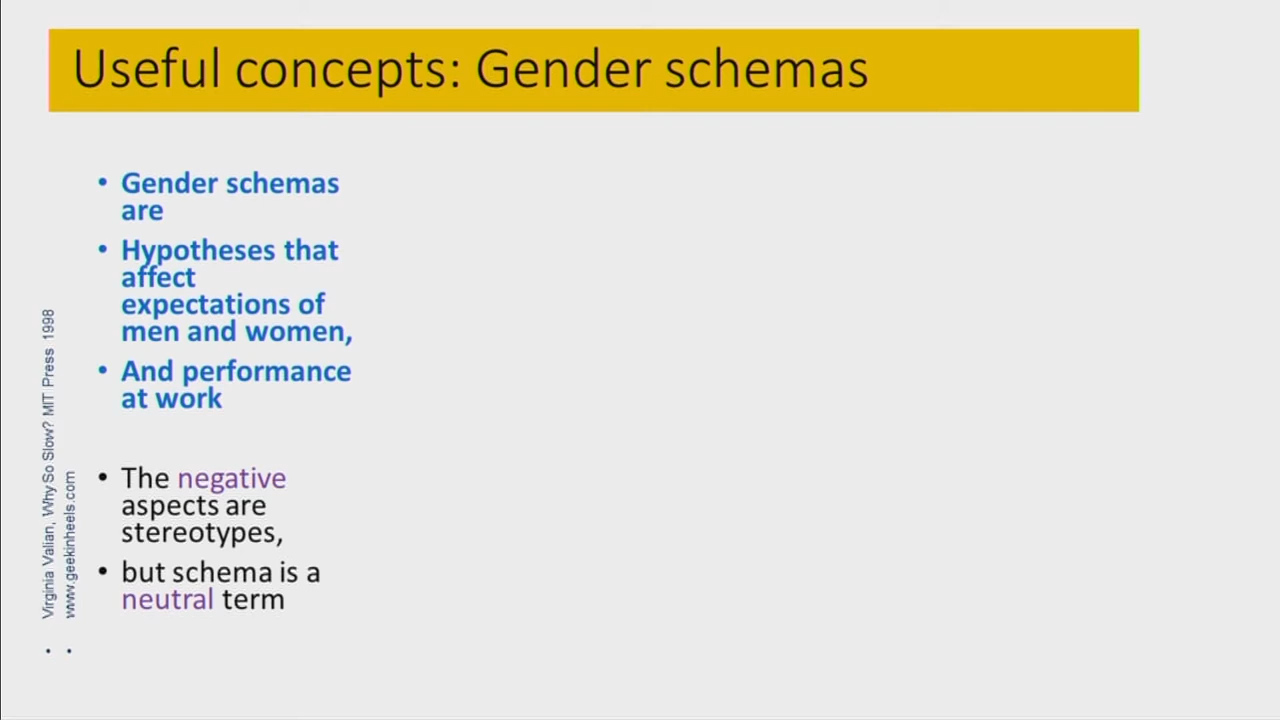 Useful concepts: Gender schemas
• Gender schemas
are
• Hypotheses that
affect
expectations of
men and women,
• And performance
at work
• The negative
aspects are
stereotypes,
• but schema is a
neutral term
• Virginia Valian, Why So Slow? MIT Press 1998
• www.geekinheels.com